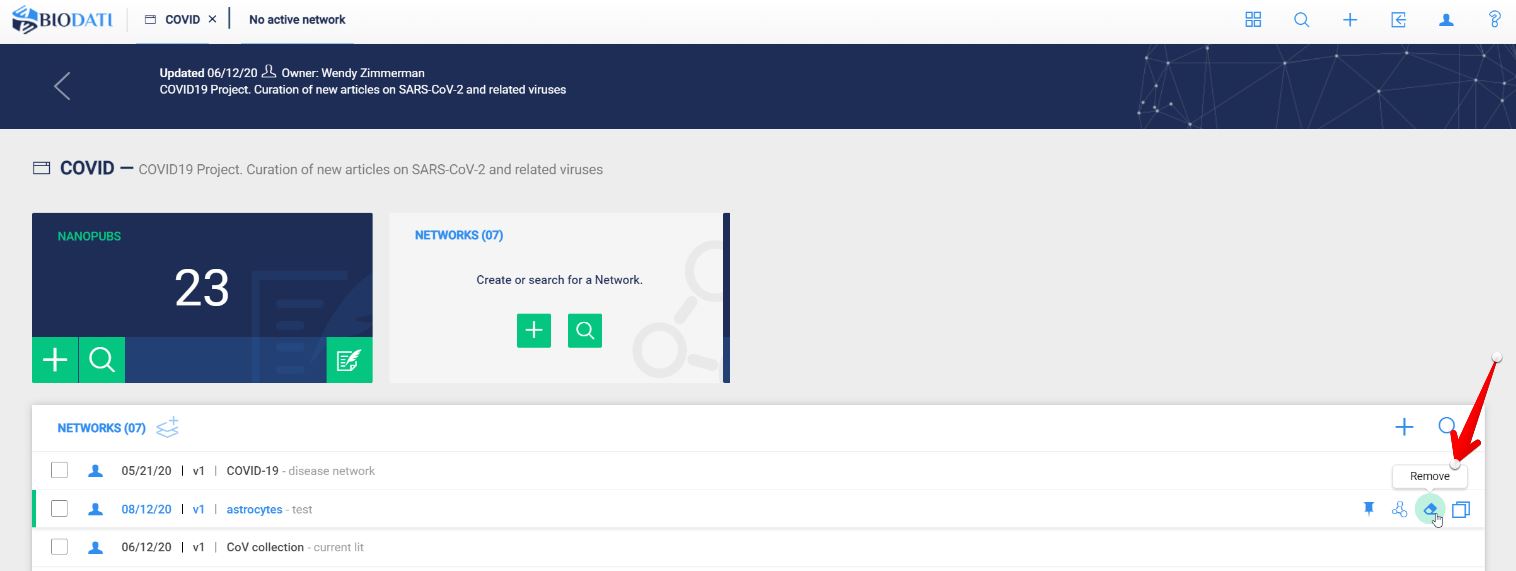 BIODATI COVID × No active network
Updated 06/12/20 Owner: Wendy Zimmerman
COVID19 Project. Curation of new articles on SARS-CoV-2 and related viruses
COVID — COVID19 Project. Curation of new articles on SARS-CoV-2 and related viruses
NANOPUBS
23
NETWORKS (07)
Create or search for a Network.
NETWORKS (07)
05/21/20 | v1 | COVID-19 - disease network
Remove
08/12/20 | v1 | astrocytes - test
06/12/20 | v1 | CoV collection - current lit